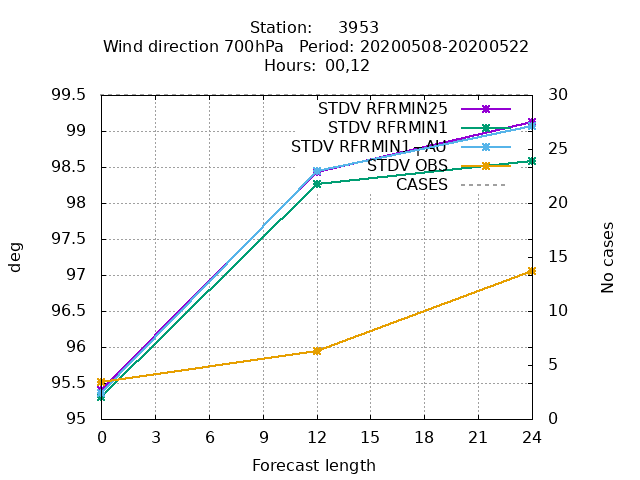 Station: 3953
Wind direction 700hPa Period: 20200508-20200522
Hours: 00,12
99.5
99
98.5
98
97.5
97
96.5
96
95.5
95
deg
STDV RFRMIN25
STDV RFRMIN1
STDV RFRMIN1_AU
STDV OBS
CASES
30
25
20
15
10
5
0
No cases
0 3 6 9 12 15 18 21 24
Forecast length